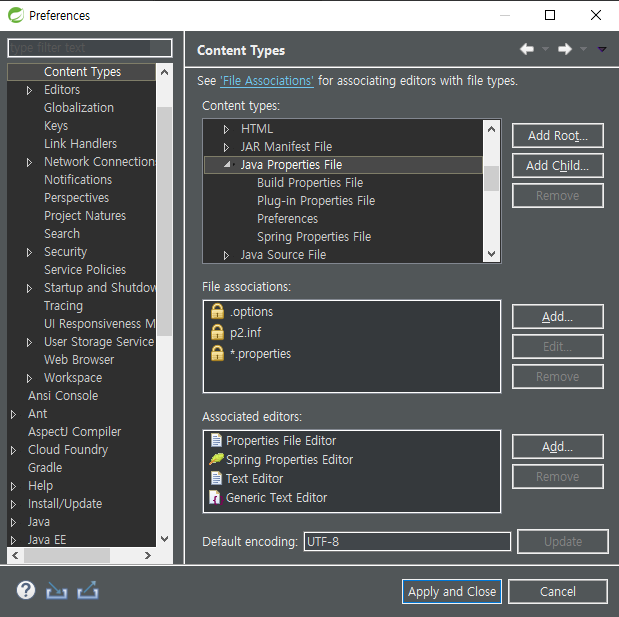 Preferences
type filter text
Content Types
Editors
Globalization
Keys
Link Handlers
Network Connection
Notifications
Perspectives
Project Natures
Search
Security
Service Policies
Startup and Shutdow
Tracing
UI Responsiveness M
User Storage Service
Web Browser
Workspace
Ansi Console
Ant
AspectJ Compiler
Cloud Foundry
Gradle
Help
Install/Update
Java
Java EE
Content Types
See 'File Associations' for associating editors with file types.
Content types:
HTML
JAR Manifest File
Java Properties File
Build Properties File
Plug-in Properties File
Preferences
Spring Properties File
Java Source File
Add Root...
Add Child...
Remove
File associations:
.options
p2.inf
*.properties
Add...
Edit...
Remove
Associated editors:
Properties File Editor
Spring Properties Editor
Text Editor
Generic Text Editor
Add...
Remove
Default encoding: UTF-8 Update
Apply and Close Cancel